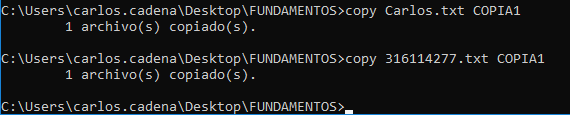 C:\Users\carlos.cadena\Desktop\FUNDAMENTOS>copy Carlos.txt COPIA1
        1 archivo(s) copiado(s).
C:\Users\carlos.cadena\Desktop\FUNDAMENTOS>copy 316114277.txt COPIA1
        1 archivo(s) copiado(s).
C:\Users\carlos.cadena\Desktop\FUNDAMENTOS>